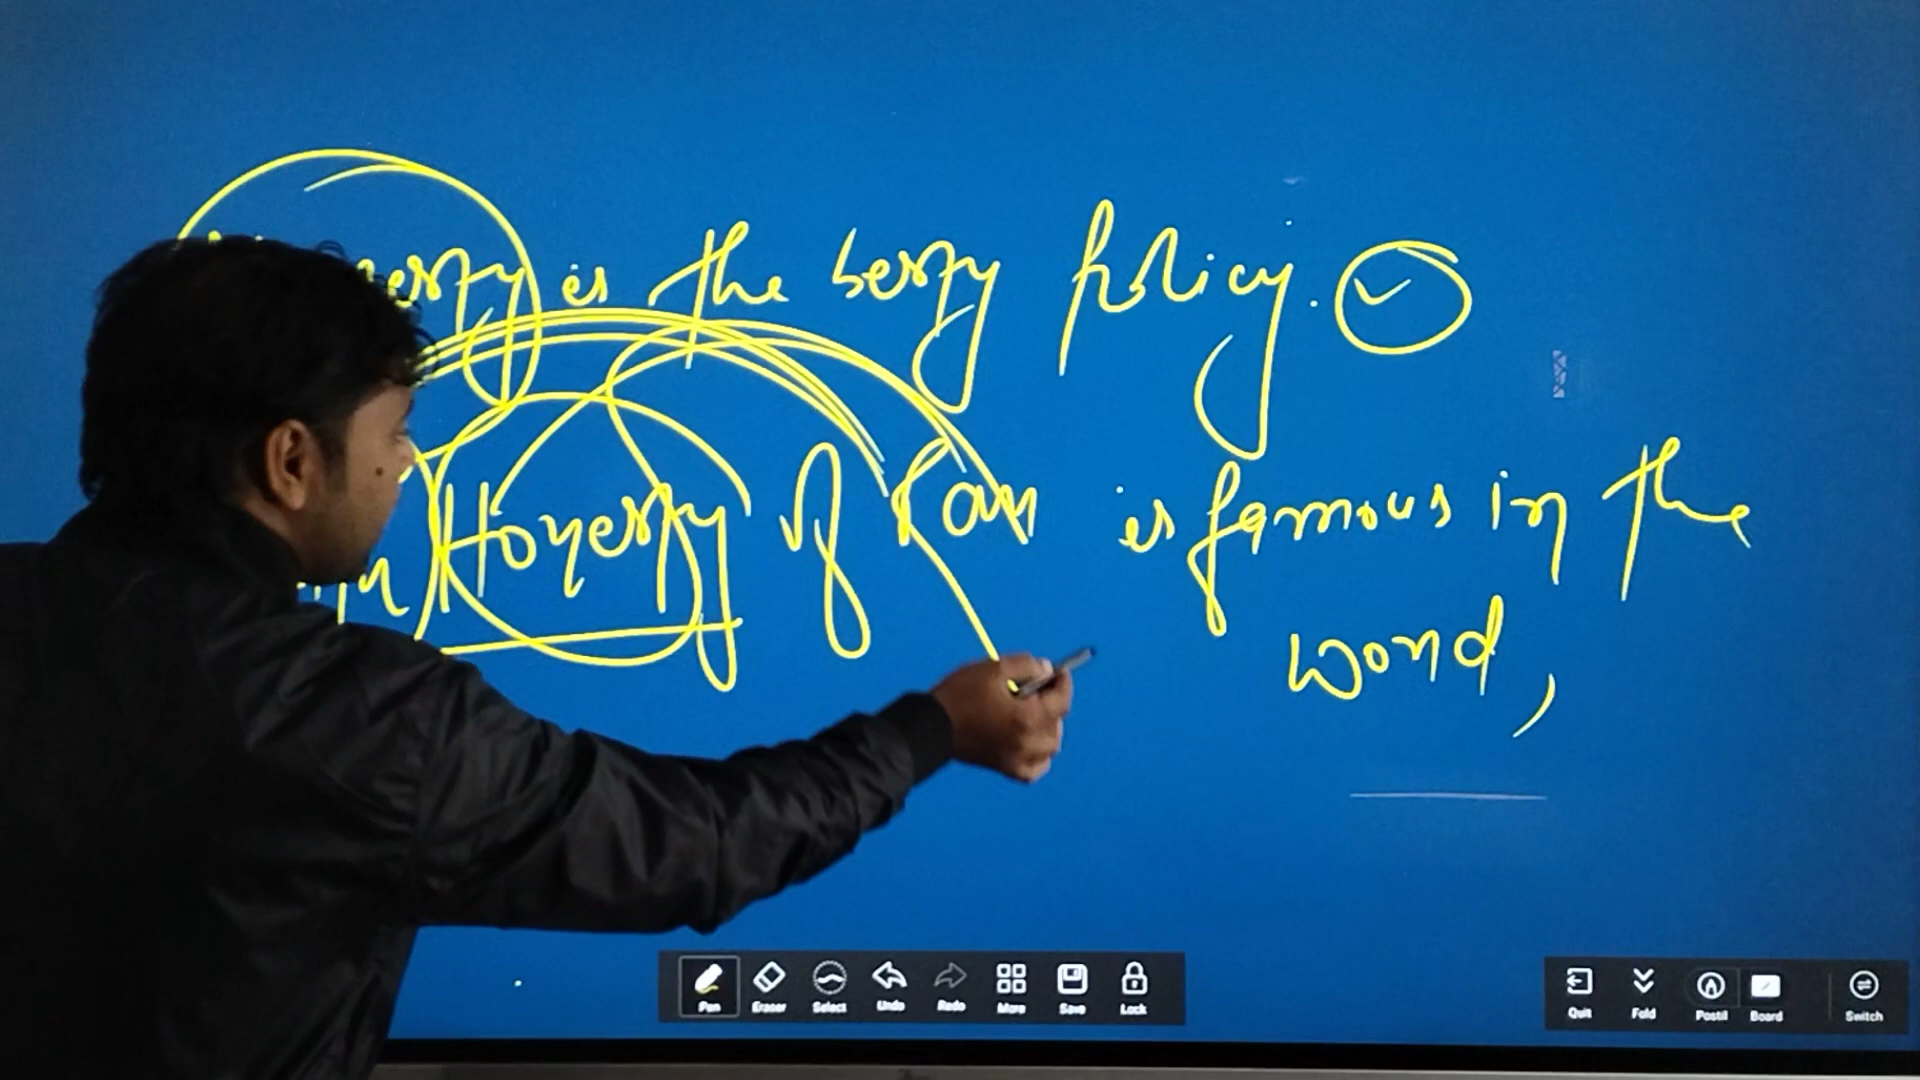 is the best policy.
Honesty of Ram is famous in the
world,
Pen Eraser Select Undo Redo More Save Lock Quit Fold Postil Board Switch